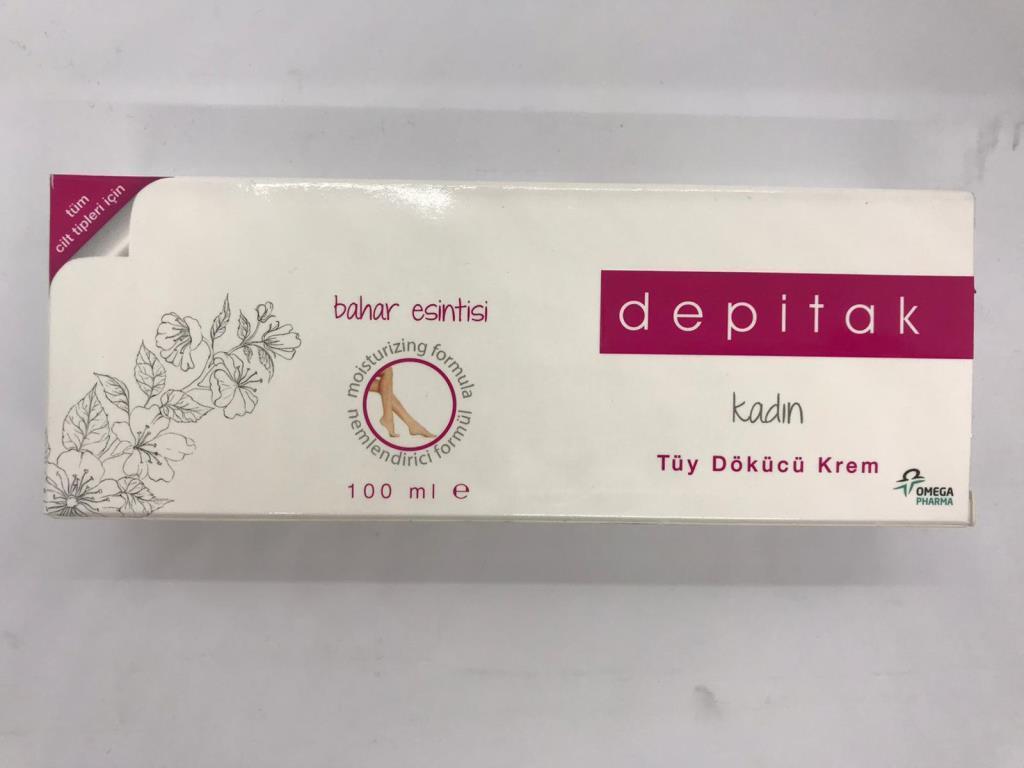 tüm
cilt tipleri için
bahar esintisi
moisturizing formula
nemlendirici formül
100 ml e
depitak
kadın
Tüy Dökücü Krem
OMEGA
PHARMA